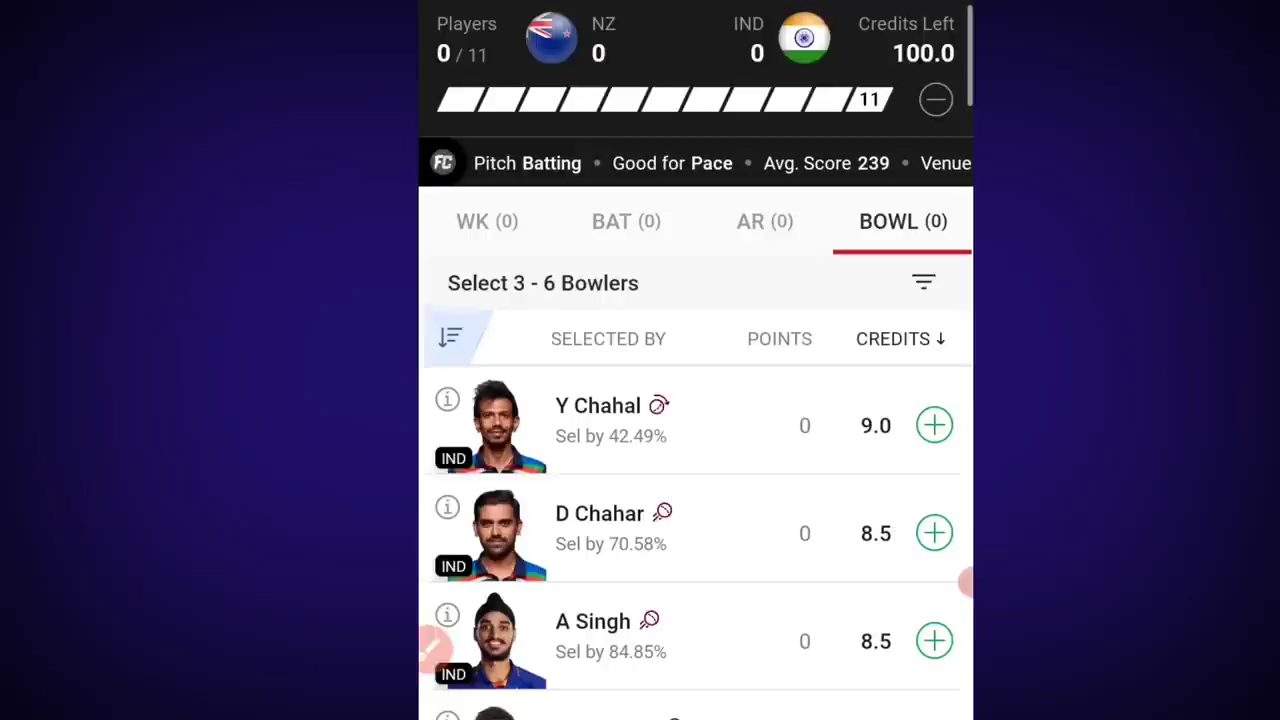 Players NZ IND Credits Left
0 / 11 0 0 100.0
11
FC Pitch Batting • Good for Pace • Avg. Score 239 • Venue
WK (0) BAT (0) AR (0) BOWL (0)
Select 3 - 6 Bowlers
SELECTED BY POINTS CREDITS ↓
Y Chahal
Sel by 42.49% 0 9.0
IND
D Chahar
Sel by 70.58% 0 8.5
IND
A Singh
Sel by 84.85% 0 8.5
IND